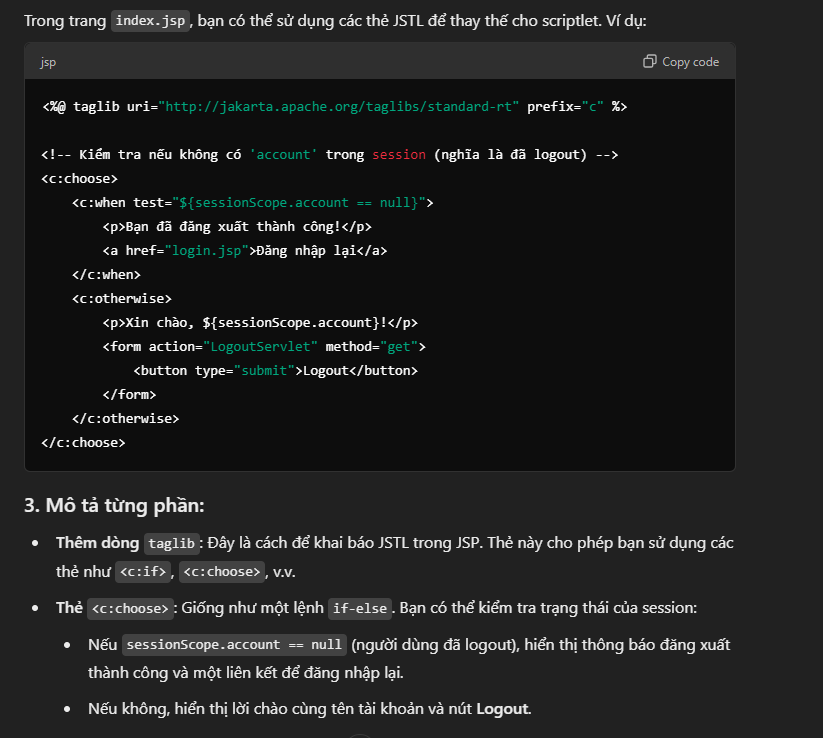 Trong trang index.jsp, bạn có thể sử dụng các thẻ JSTL để thay thế cho scriptlet. Ví dụ:
jsp
Copy code
<%@ taglib uri="http://jakarta.apache.org/taglibs/standard-rt" prefix="c" %>
<!-- Kiểm tra nếu không có 'account' trong session (nghĩa là đã logout) -->
<c:choose>
    <c:when test="${sessionScope.account == null}">
        <p>Bạn đã đăng xuất thành công!</p>
        <a href="login.jsp">Đăng nhập lại</a>
    </c:when>
    <c:otherwise>
        <p>Xin chào, ${sessionScope.account}!</p>
        <form action="LogoutServlet" method="get">
            <button type="submit">Logout</button>
        </form>
    </c:otherwise>
</c:choose>
3. Mô tả từng phần:
• Thêm dòng taglib: Đây là cách để khai báo JSTL trong JSP. Thẻ này cho phép bạn sử dụng các
thẻ như <c:if>, <c:choose>, v.v.
• Thẻ <c:choose>: Giống như một lệnh if-else. Bạn có thể kiểm tra trạng thái của session:
• Nếu sessionScope.account == null (người dùng đã logout), hiển thị thông báo đăng xuất
thành công và một liên kết để đăng nhập lại.
• Nếu không, hiển thị lời chào cùng tên tài khoản và nút Logout.